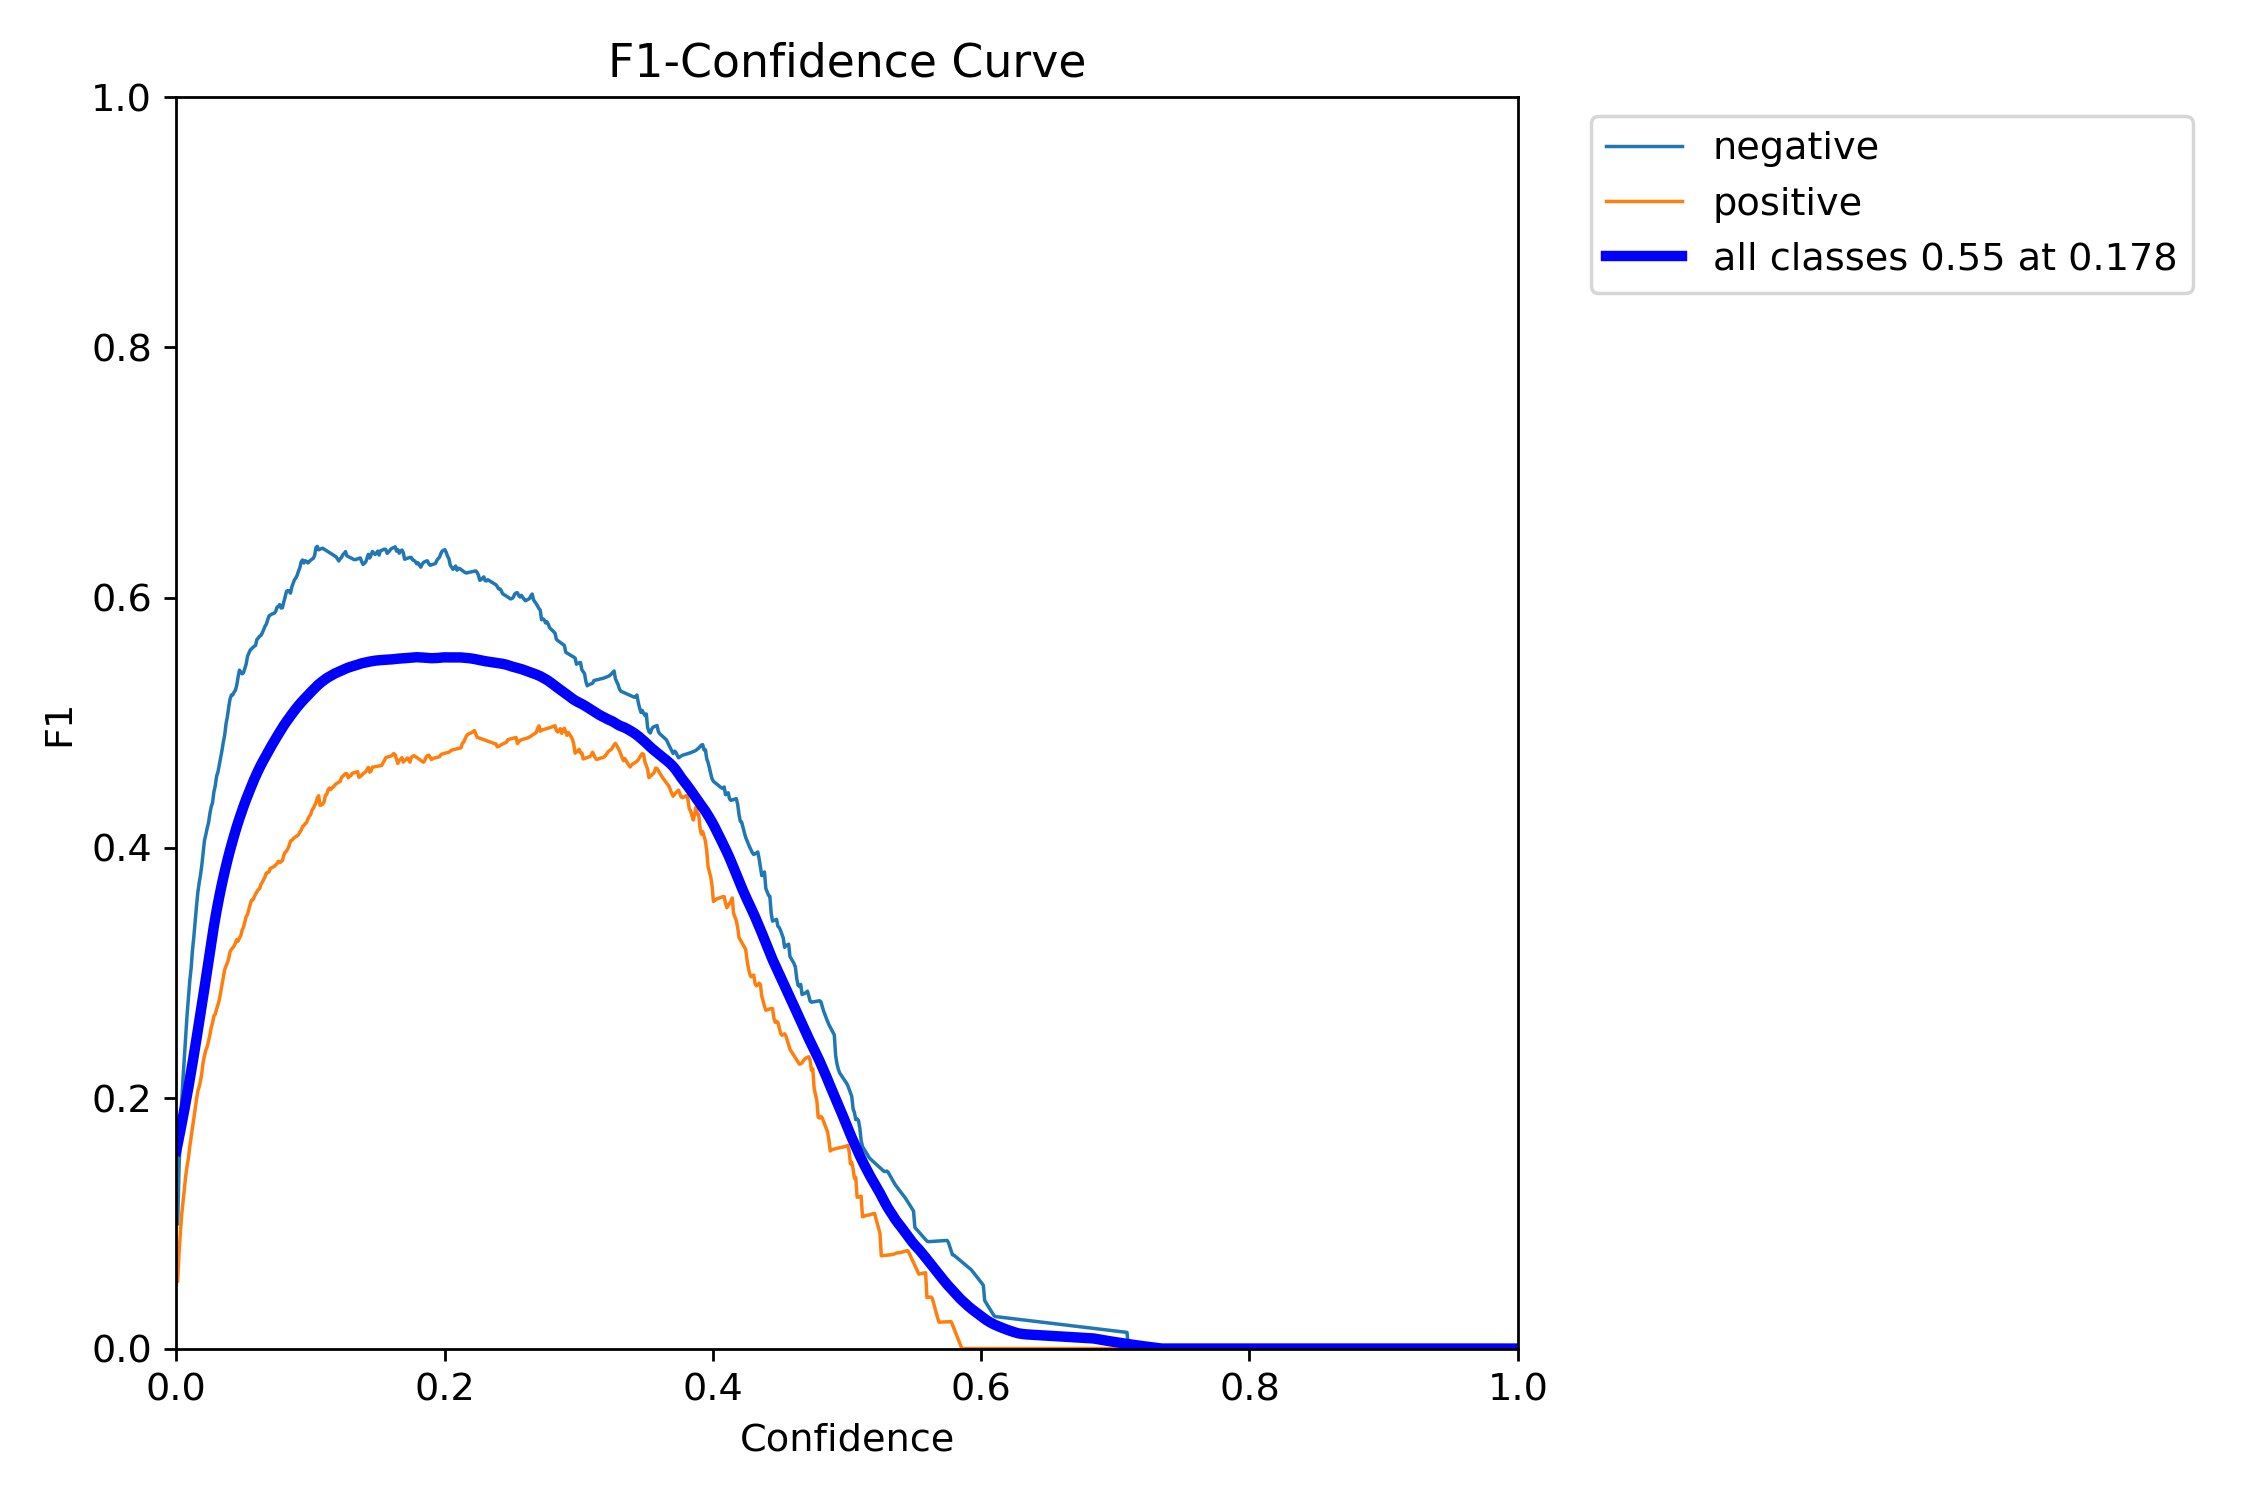 F1-Confidence Curve
1.0
0.8
0.6
0.4
0.2
0.0
F1
0.0 0.2 0.4 0.6 0.8 1.0
Confidence
negative
positive
all classes 0.55 at 0.178